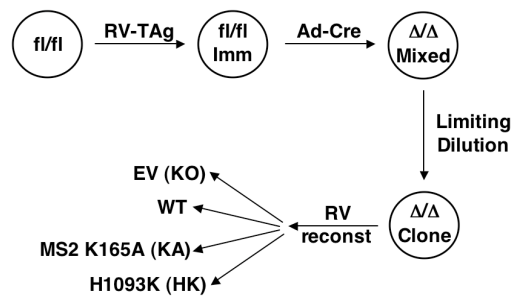 fl/fl
RV-TAg
fl/fl
Imm
Ad-Cre
Δ/Δ
Mixed
Limiting
Dilution
Δ/Δ
Clone
RV
reconst
EV (KO)
WT
MS2 K165A (KA)
H1093K (HK)